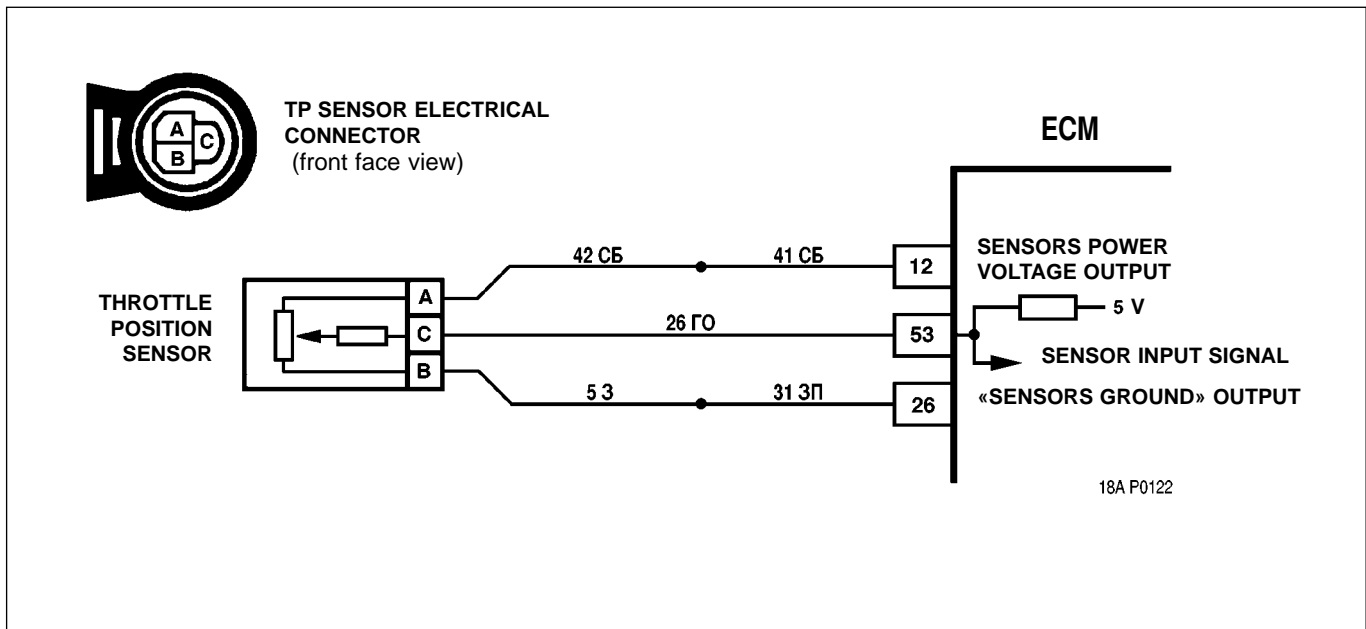 A
C
B
TP SENSOR ELECTRICAL
CONNECTOR
(front face view)
ECM
THROTTLE
POSITION
SENSOR
A
C
B
42 СБ
41 СБ
12
26 ГО
53
5 З
31 ЗП
26
SENSORS POWER
VOLTAGE OUTPUT
5 V
SENSOR INPUT SIGNAL
«SENSORS GROUND» OUTPUT
18A P0122